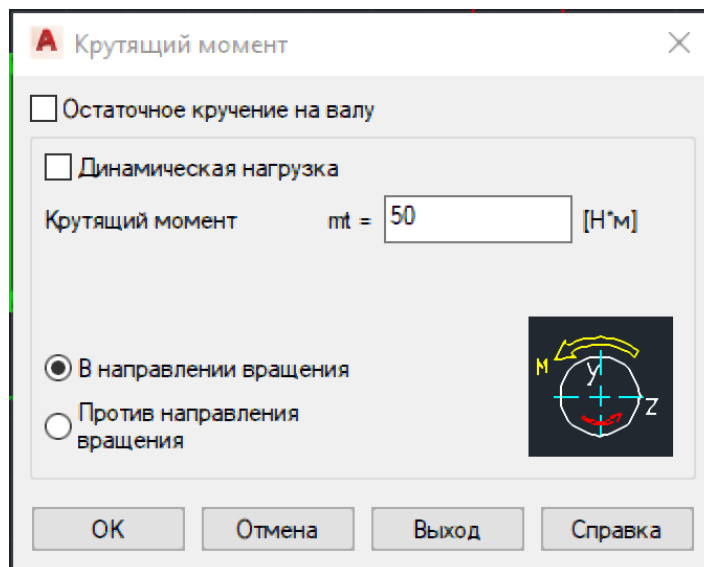 Крутящий момент
Остаточное кручение на валу
Динамическая нагрузка
Крутящий момент mt = 50 [Н*м]
В направлении вращения
Против направления
вращения
M y Z
ОК Отмена Выход Справка